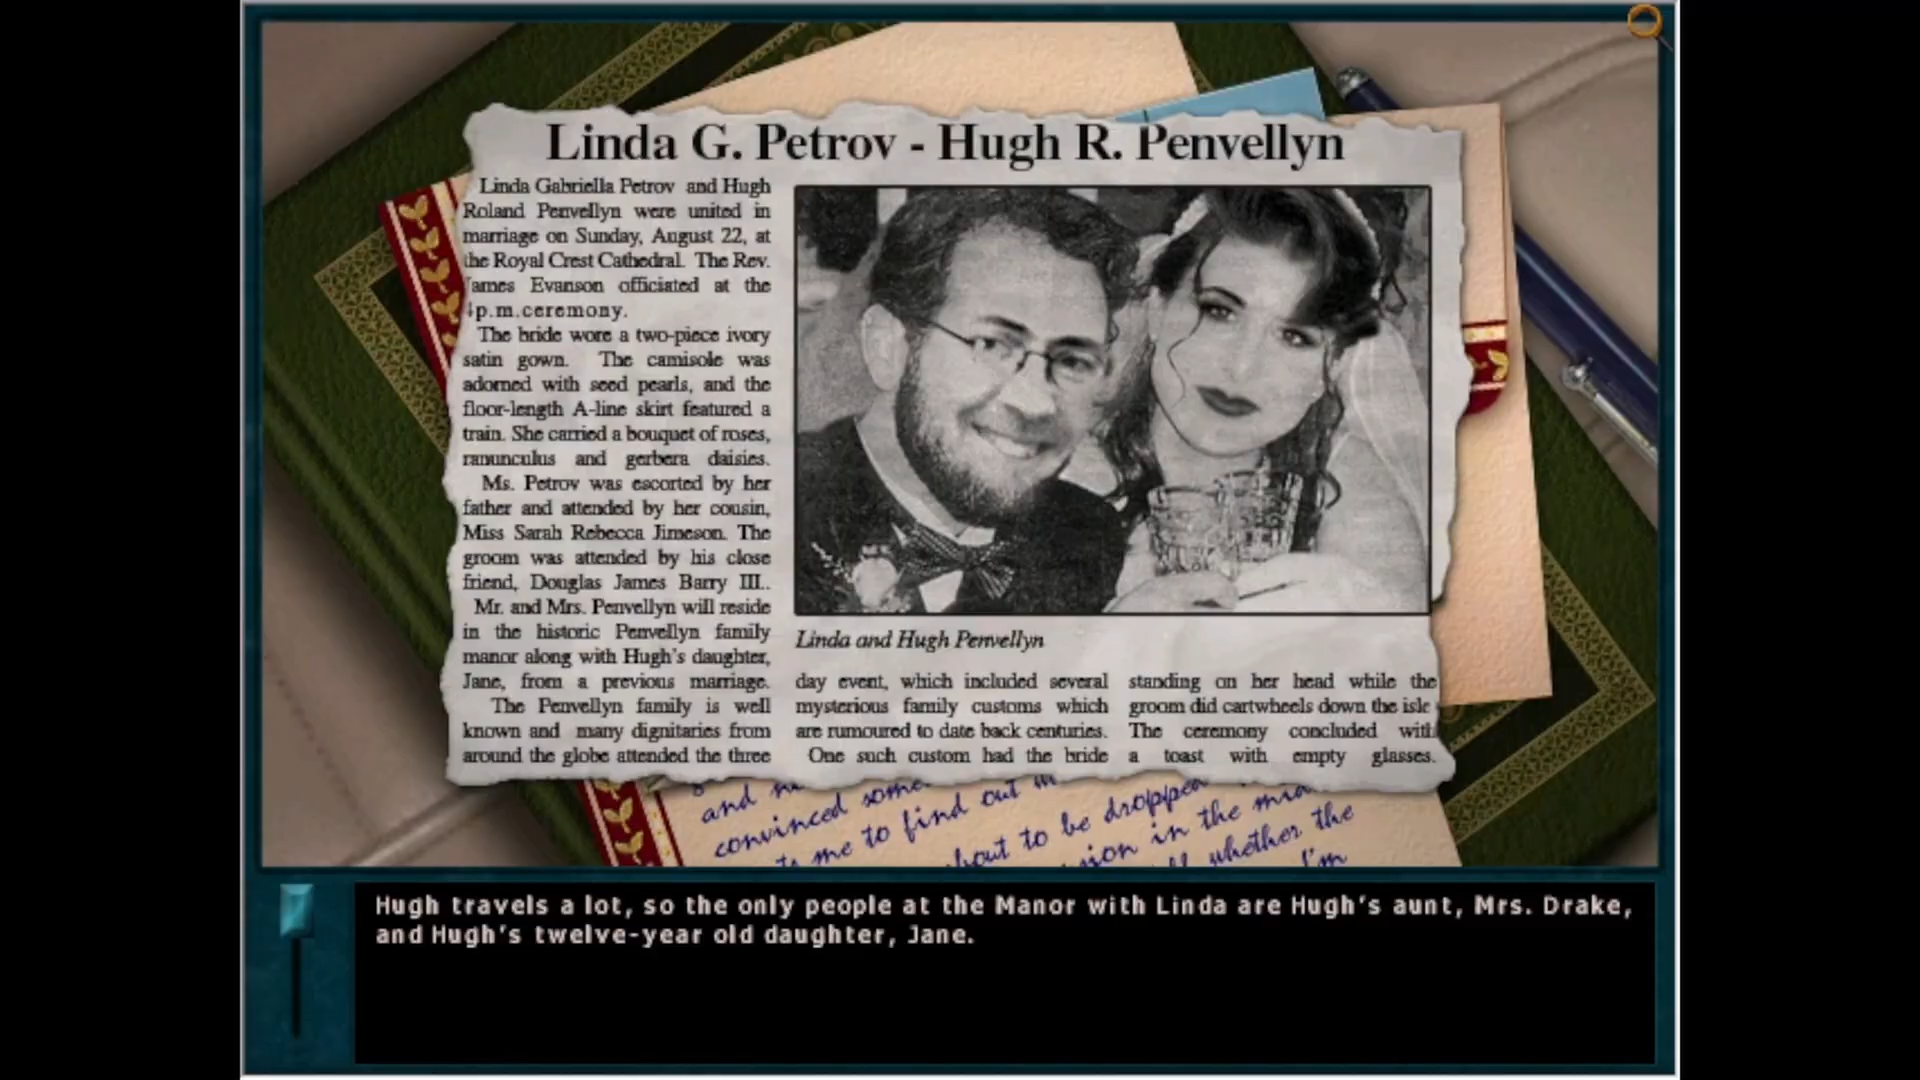 Linda G. Petrov - Hugh R. Penvellyn
Linda Gabriella Petrov and Hugh
Roland Penvellyn were united in
marriage on Sunday, August 22, at
the Royal Crest Cathedral. The Rev.
James Evanson officiated at the
4p.m.ceremony.
The bride wore a two-piece ivory
satin gown. The camisole was
adorned with seed pearls, and the
floor-length A-line skirt featured a
train. She carried a bouquet of roses,
ranunculus and gerbera daisies.
Ms. Petrov was escorted by her
father and attended by her cousin,
Miss Sarah Rebecca Jimeson. The
groom was attended by his close
friend, Douglas James Barry III..
Mr. and Mrs. Penvellyn will reside
in the historic Penvellyn family
manor along with Hugh's daughter,
Jane, from a previous marriage.
The Penvellyn family is well
known and many dignitaries from
around the globe attended the three
Linda and Hugh Penvellyn
day event, which included several
mysterious family customs which
are rumoured to date back centuries.
One such custom had the bride
standing on her head while the
groom did cartwheels down the isle
The ceremony concluded with
a toast with empty glasses.
and
convinced some
me to find out
about to be dropped
in the
whether the
I'm
Hugh travels a lot, so the only people at the Manor with Linda are Hugh's aunt, Mrs. Drake,
and Hugh's twelve-year old daughter, Jane.